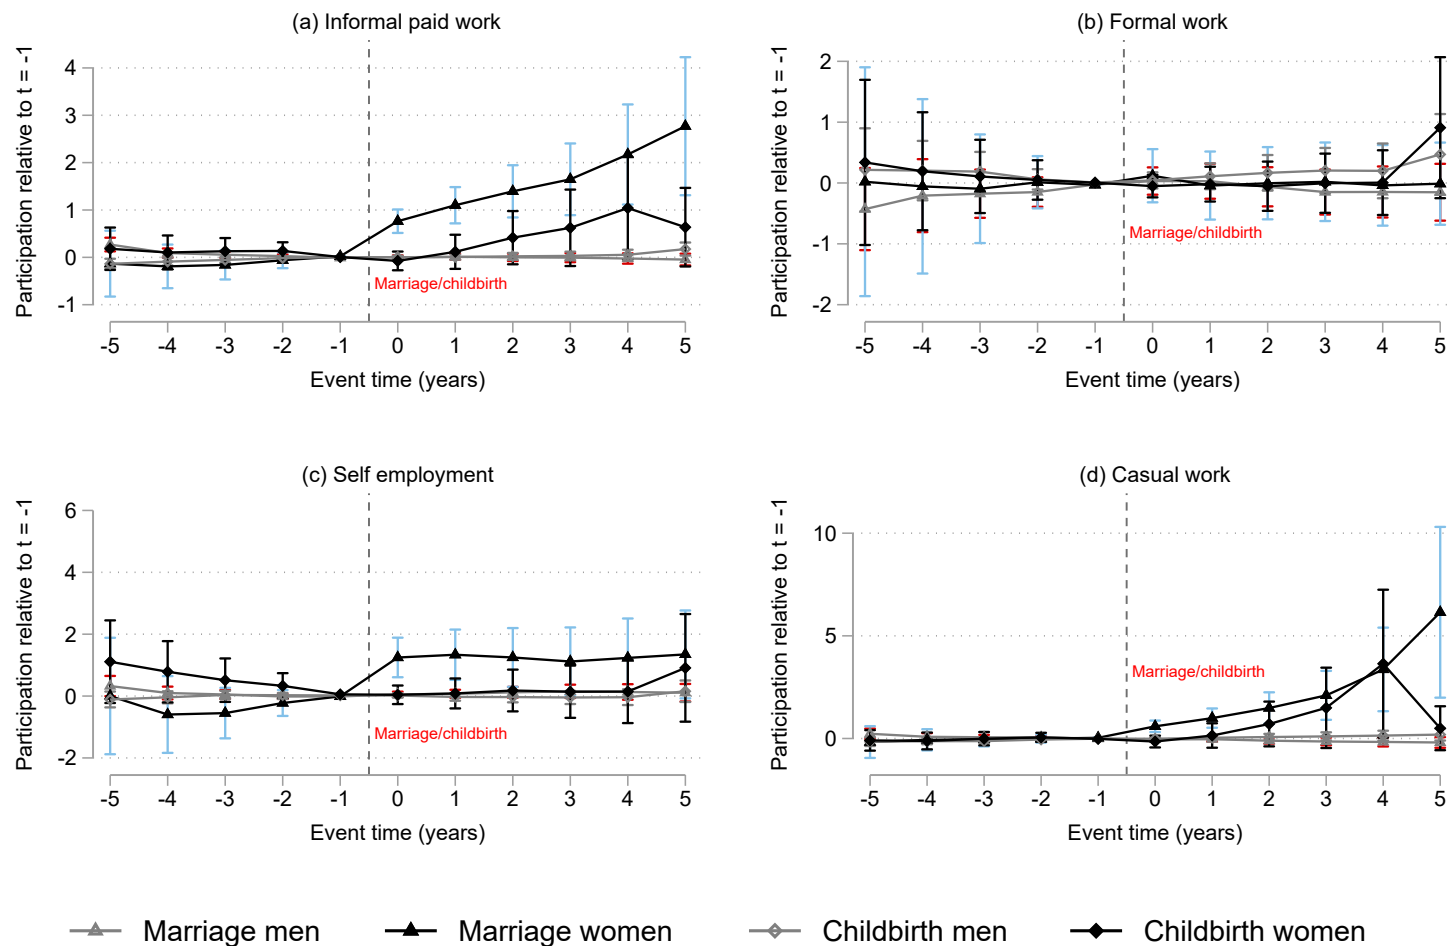 (a) Informal paid work
Participation relative to t = -1
4
3
2
1
0
-1
Marriage/childbirth
-5 -4 -3 -2 -1 0 1 2 3 4 5
Event time (years)
(b) Formal work
Participation relative to t = -1
2
1
0
-1
-2
Marriage/childbirth
-5 -4 -3 -2 -1 0 1 2 3 4 5
Event time (years)
(c) Self employment
Participation relative to t = -1
6
4
2
0
-2
Marriage/childbirth
-5 -4 -3 -2 -1 0 1 2 3 4 5
Event time (years)
(d) Casual work
Participation relative to t = -1
10
5
0
Marriage/childbirth
-5 -4 -3 -2 -1 0 1 2 3 4 5
Event time (years)
Marriage men Marriage women Childbirth men Childbirth women